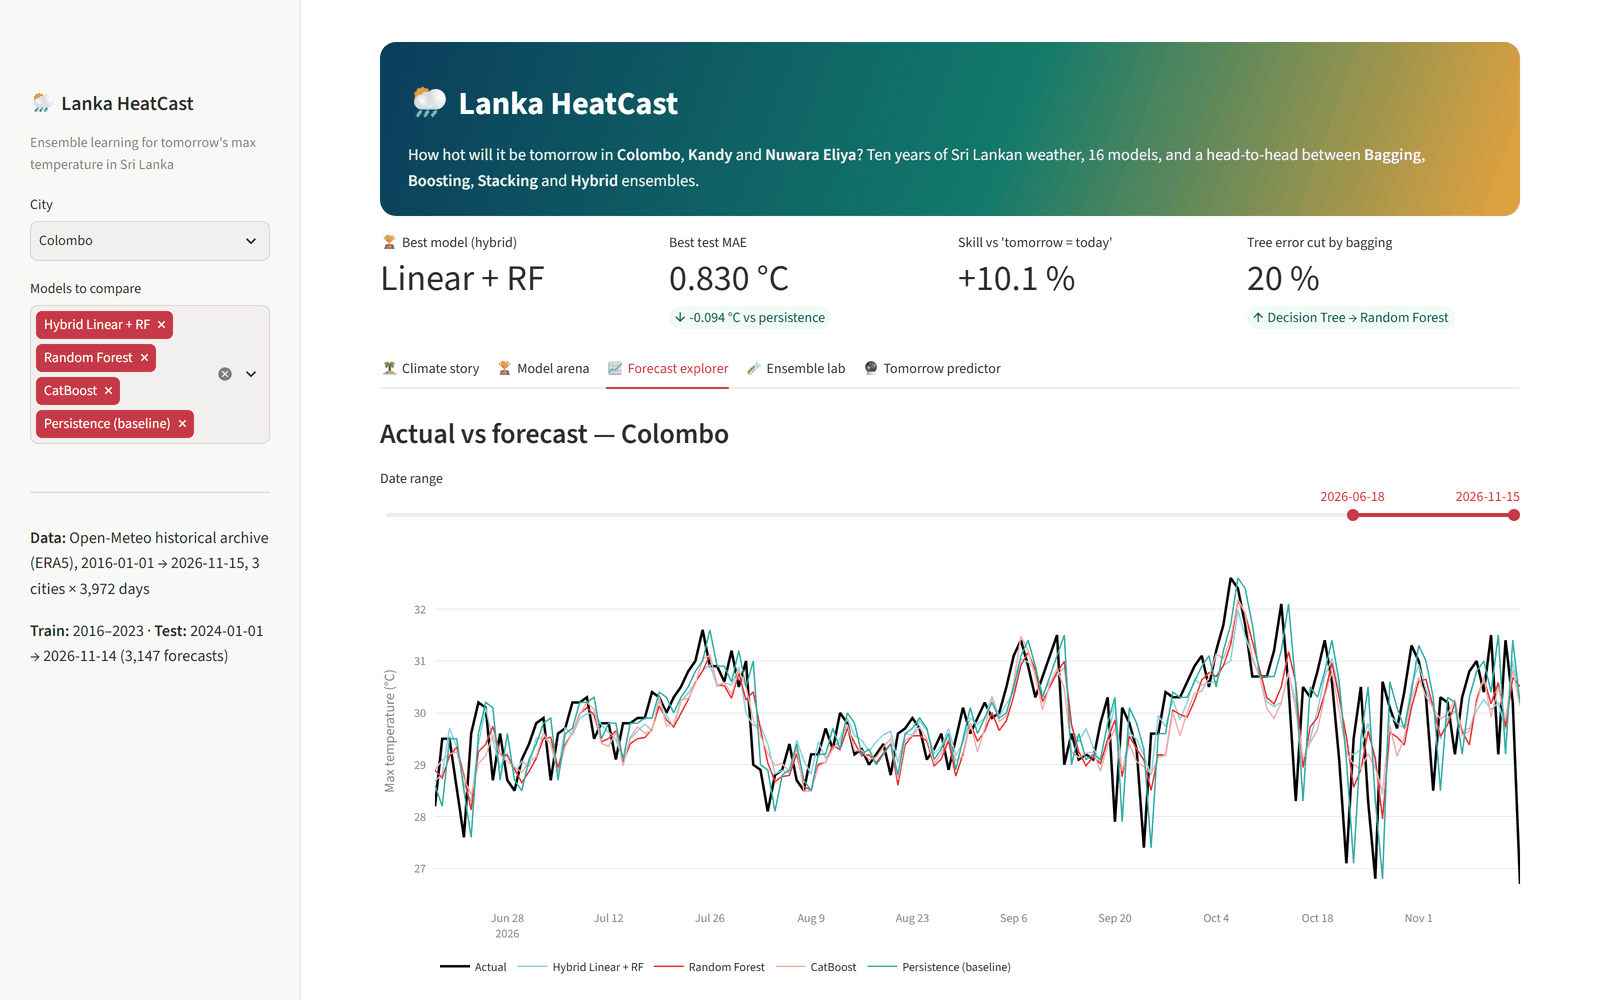 Lanka HeatCast
Ensemble learning for tomorrow's max
temperature in Sri Lanka
City
Colombo
Models to compare
Hybrid Linear + RF ×
Random Forest ×
CatBoost ×
Persistence (baseline) ×
Data: Open-Meteo historical archive
(ERA5), 2016-01-01 → 2026-11-15, 3
cities × 3,972 days
Train: 2016–2023 · Test: 2024-01-01
→ 2026-11-14 (3,147 forecasts)
Lanka HeatCast
How hot will it be tomorrow in Colombo, Kandy and Nuwara Eliya? Ten years of Sri Lankan weather, 16 models, and a head-to-head between Bagging,
Boosting, Stacking and Hybrid ensembles.
Best model (hybrid)
Linear + RF
Best test MAE
0.830 °C
↓ -0.094 °C vs persistence
Skill vs 'tomorrow = today'
+10.1 %
Tree error cut by bagging
20 %
↑ Decision Tree → Random Forest
Climate story
Model arena
Forecast explorer
Ensemble lab
Tomorrow predictor
Actual vs forecast — Colombo
Date range
2026-06-18
2026-11-15
Max temperature (°C)
32
31
30
29
28
27
Jun 28
2026
Jul 12
Jul 26
Aug 9
Aug 23
Sep 6
Sep 20
Oct 4
Oct 18
Nov 1
Actual
Hybrid Linear + RF
Random Forest
CatBoost
Persistence (baseline)